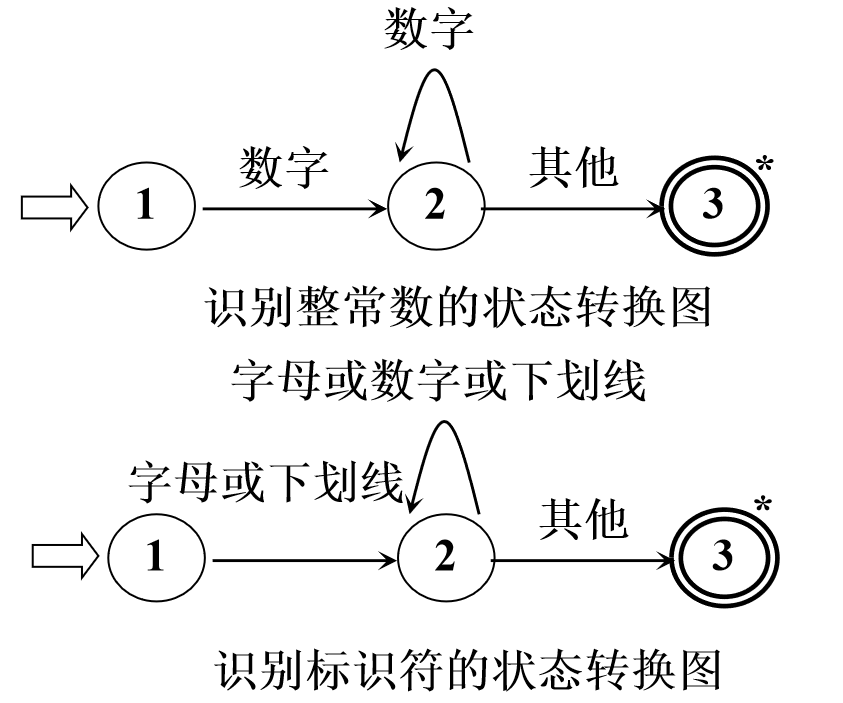 数字
数字 其他 *
1 2 3
识别整常数的状态转换图
字母或数字或下划线
字母或下划线 其他 *
1 2 3
识别标识符的状态转换图